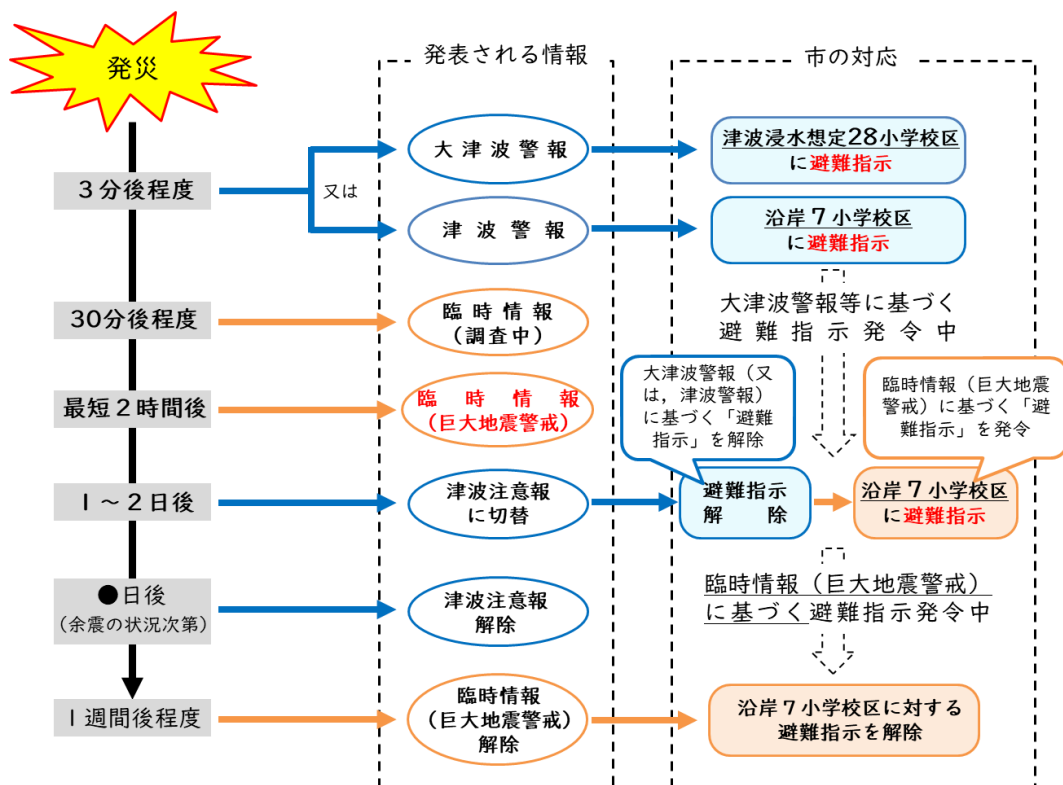 発災
発表される情報
市の対応
3分後程度
又は
大津波警報
津波浸水想定28小学校区
に避難指示
津波警報
沿岸7小学校区
に避難指示
30分後程度
臨時情報
(調査中)
大津波警報等に基づく
避難指示発令中
最短2時間後
臨時情報
(巨大地震警戒)
大津波警報（又
は，津波警報）
に基づく「避難
指示」を解除
臨時情報（巨大地震
警戒）に基づく「避
難指示」を発令
1～2日後
津波注意報
に切替
避難指示
解除
沿岸7小学校区
に避難指示
●日後
(余震の状況次第)
津波注意報
解除
臨時情報（巨大地震警戒）
に基づく避難指示発令中
1週間後程度
臨時情報
(巨大地震警戒)
解除
沿岸7小学校区に対する
避難指示を解除